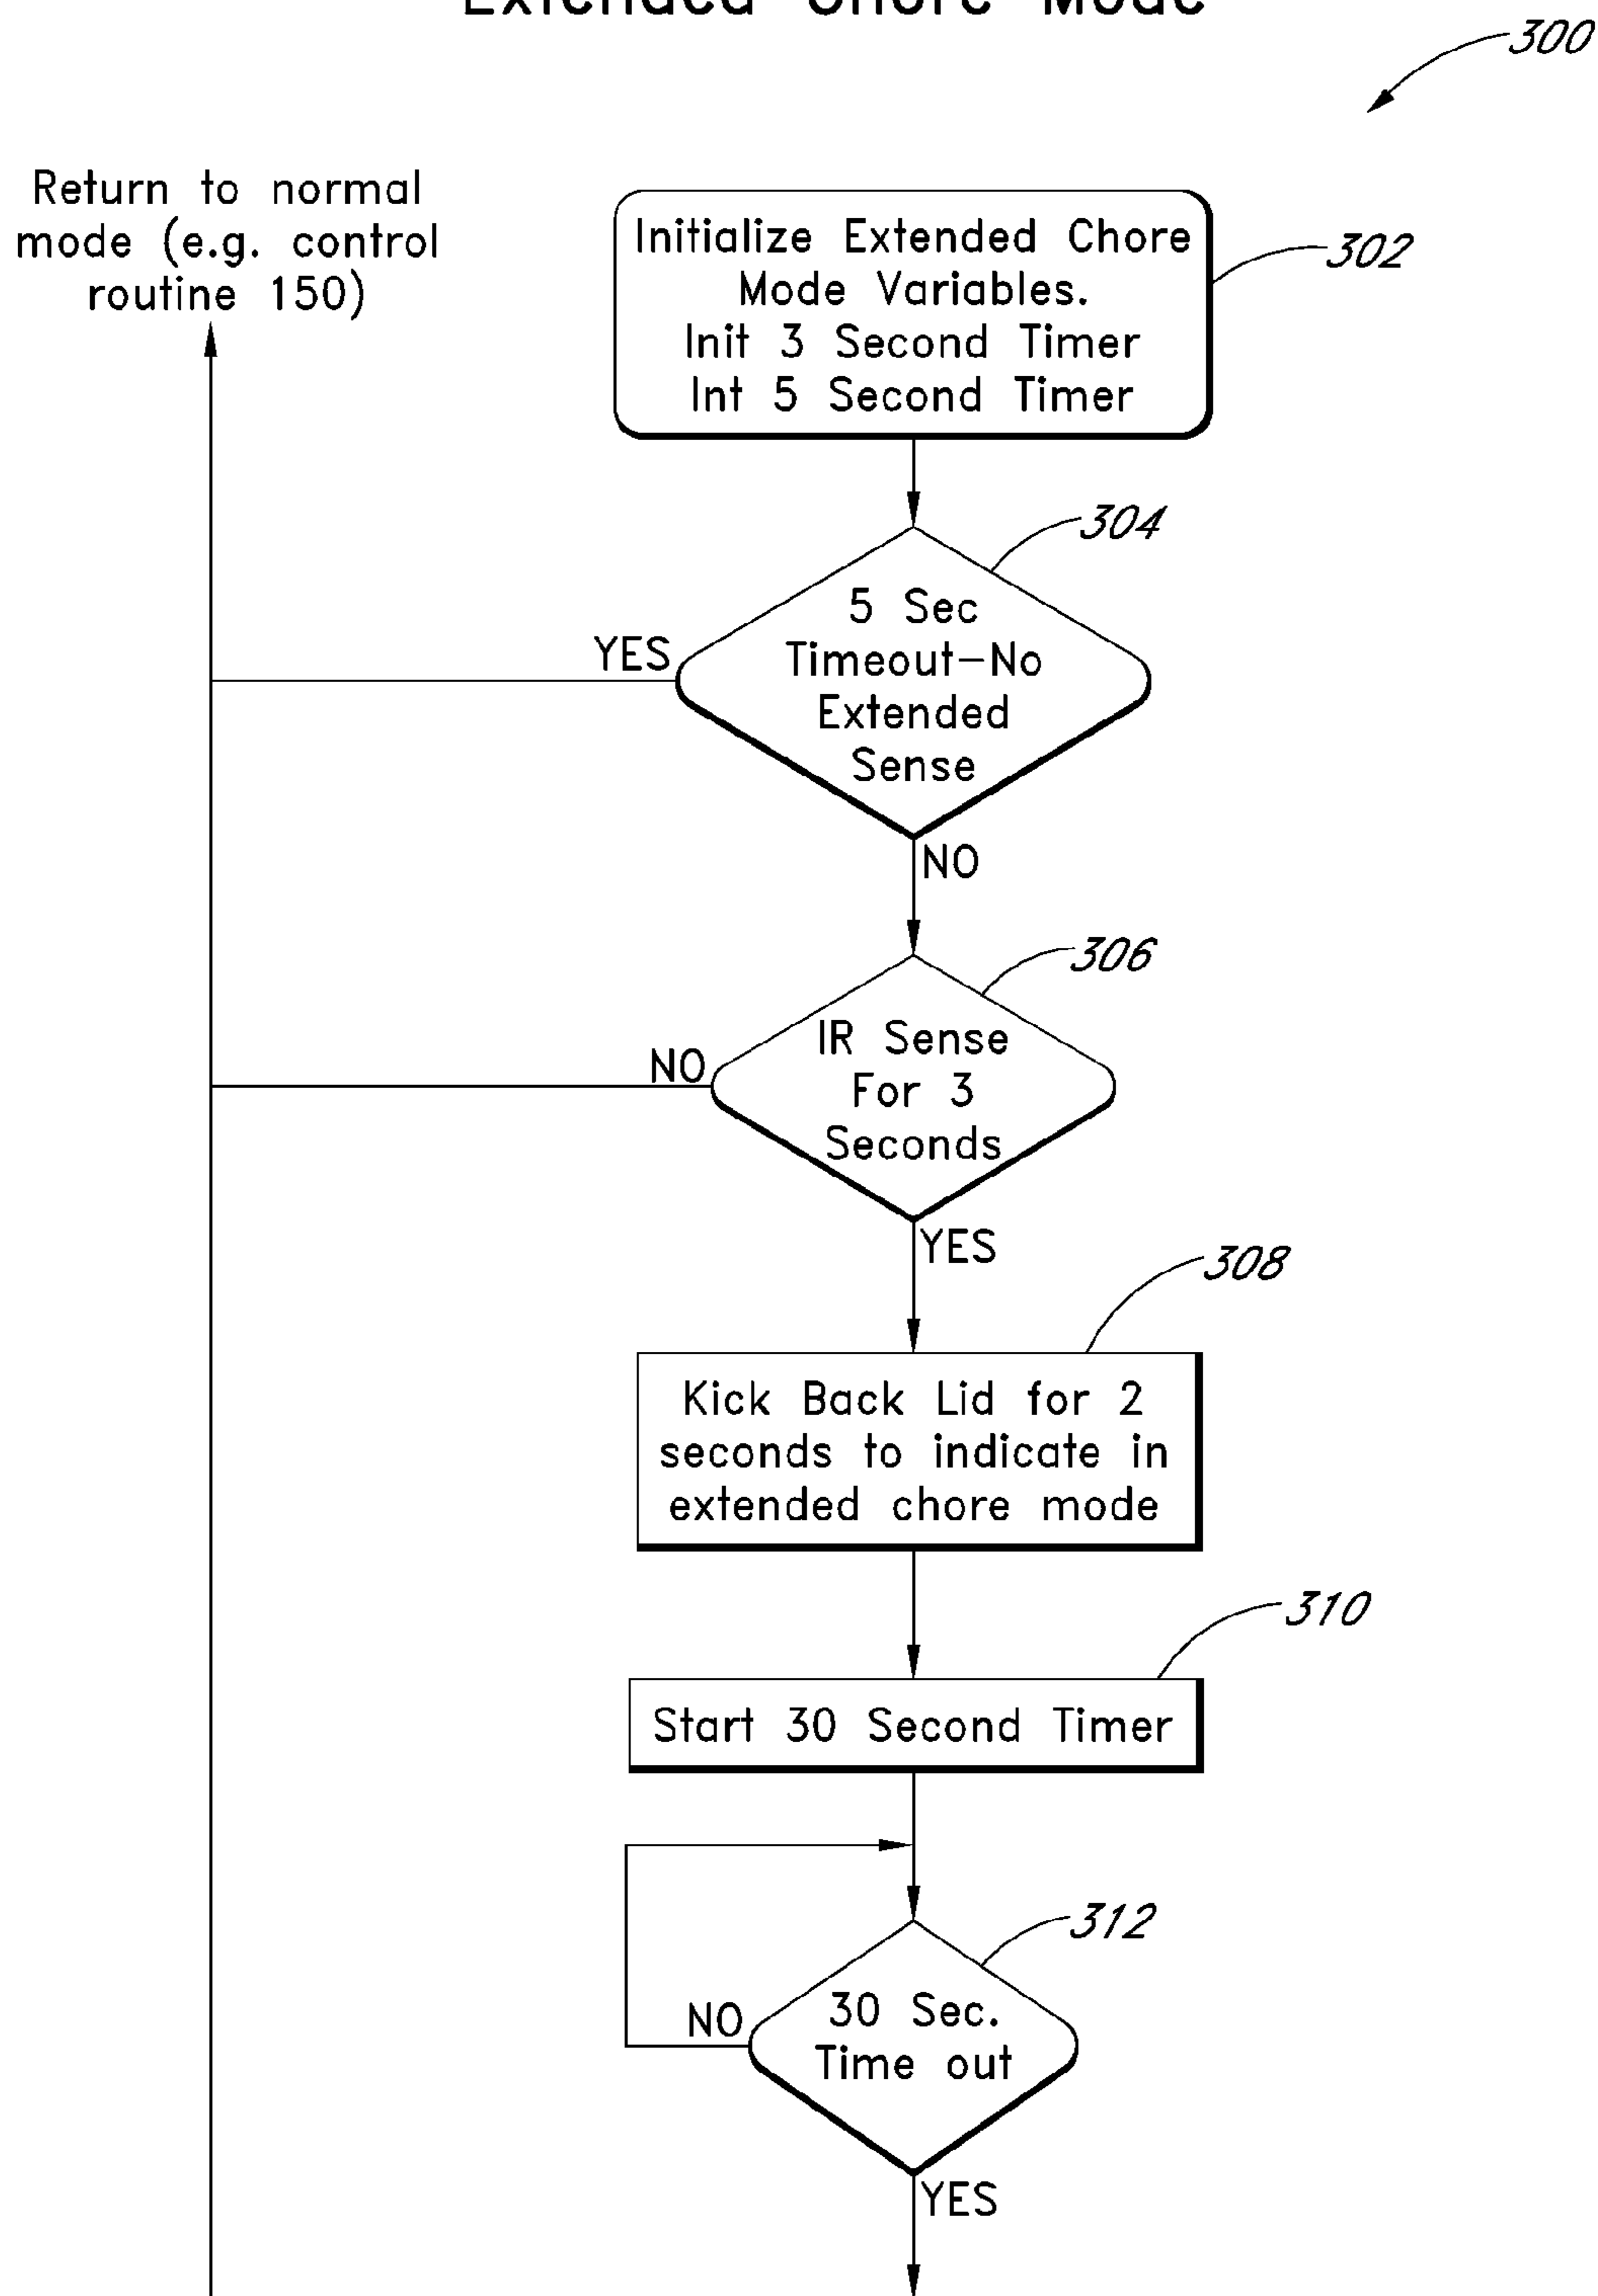 Extended Chore Mode
300
Return to normal
mode (e.g. control
routine 150)
Initialize Extended Chore
Mode Variables.
Init 3 Second Timer
Int 5 Second Timer
302
304
5 Sec
Timeout-No
Extended
Sense
YES
NO
306
IR Sense
For 3
Seconds
NO
YES
308
Kick Back Lid for 2
seconds to indicate in
extended chore mode
310
Start 30 Second Timer
312
30 Sec.
Time out
NO
YES